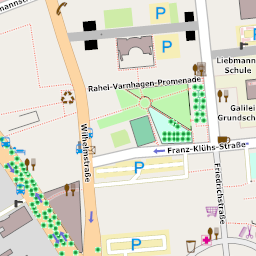 P
Liebmann
Schule
P
Rahel-Varnhagen-Promenade
Galilei
Grundsch
Wilhelmstraße
Franz-Klühs-Straße
P
Friedrichstraße
P